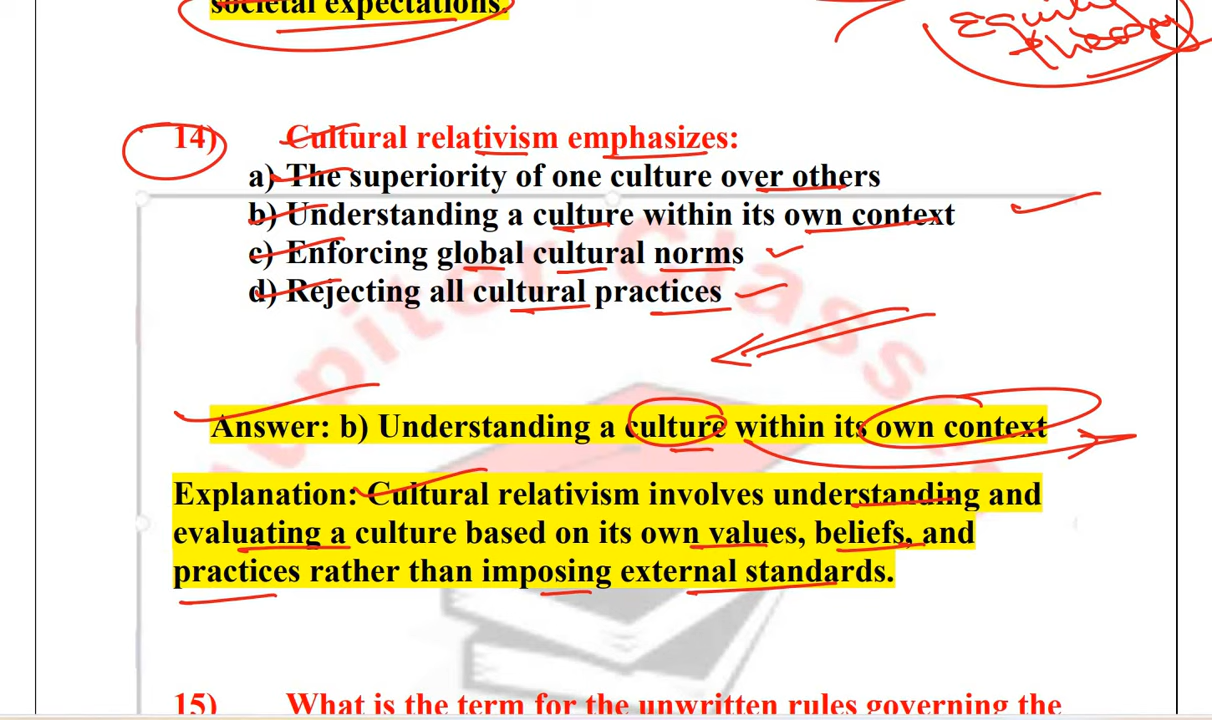 societal expectations.
Equity
theory
14) Cultural relativism emphasizes:
a) The superiority of one culture over others
b) Understanding a culture within its own context
c) Enforcing global cultural norms
d) Rejecting all cultural practices
Answer: b) Understanding a culture within its own context
Explanation: Cultural relativism involves understanding and
evaluating a culture based on its own values, beliefs, and
practices rather than imposing external standards.
15) What is the term for the unwritten rules governing the